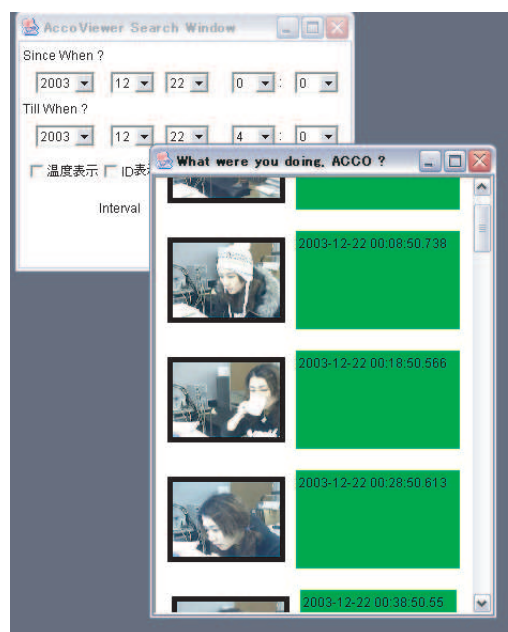 AccoViewer Search Window
Since When ?
2003 12 22 0 : 0
Till When ?
2003 12 22 4 : 0
温度表示 ID表
Interval
What were you doing, ACCO ?
2003-12-22 00:08:50.738
2003-12-22 00:18:50.566
2003-12-22 00:28:50.613
2003-12-22 00:38:50.55